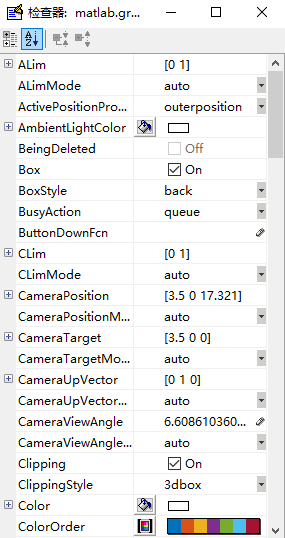 检查器: matlab.gr...
ALim [0 1]
ALimMode auto
ActivePositionPro... outerposition
AmbientLightColor
BeingDeleted Off
Box On
BoxStyle back
BusyAction queue
ButtonDownFcn
CLim [0 1]
CLimMode auto
CameraPosition [3.5 0 17.321]
CameraPositionM... auto
CameraTarget [3.5 0 0]
CameraTargetMo... auto
CameraUpVector [0 1 0]
CameraUpVector... auto
CameraViewAngle 6.608610360...
CameraViewAngle... auto
Clipping On
ClippingStyle 3dbox
Color
ColorOrder